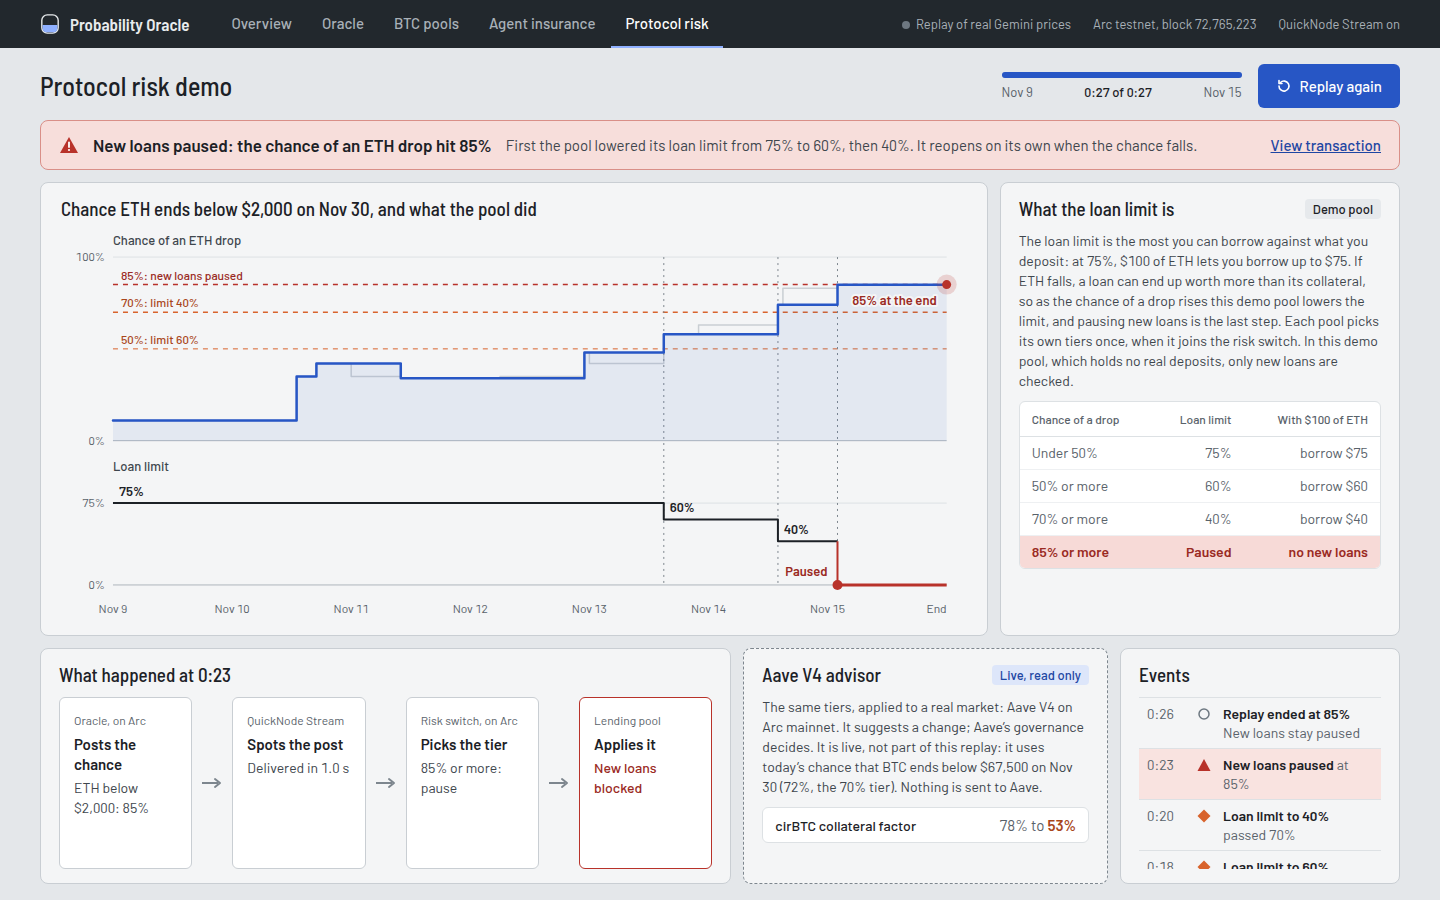 Probability Oracle
Overview
Oracle
BTC pools
Agent insurance
Protocol risk
Replay of real Gemini prices
Arc testnet, block 72,765,223
QuickNode Stream on
Protocol risk demo
Nov 9
0:27 of 0:27
Nov 15
Replay again
New loans paused: the chance of an ETH drop hit 85%
First the pool lowered its loan limit from 75% to 60%, then 40%. It reopens on its own when the chance falls.
View transaction
Chance ETH ends below $2,000 on Nov 30, and what the pool did
Chance of an ETH drop
100%
85%: new loans paused
70%: limit 40%
50%: limit 60%
85% at the end
0%
Loan limit
75%
75%
60%
40%
Paused
0%
Nov 9
Nov 10
Nov 11
Nov 12
Nov 13
Nov 14
Nov 15
End
What the loan limit is
Demo pool
The loan limit is the most you can borrow against what you
deposit: at 75%, $100 of ETH lets you borrow up to $75. If
ETH falls, a loan can end up worth more than its collateral,
so as the chance of a drop rises this demo pool lowers the
limit, and pausing new loans is the last step. Each pool picks
its own tiers once, when it joins the risk switch. In this demo
pool, which holds no real deposits, only new loans are
checked.
Chance of a drop
Loan limit
With $100 of ETH
Under 50%
75%
borrow $75
50% or more
60%
borrow $60
70% or more
40%
borrow $40
85% or more
Paused
no new loans
What happened at 0:23
Oracle, on Arc
Posts the
chance
ETH below
$2,000: 85%
QuickNode Stream
Spots the post
Delivered in 1.0 s
Risk switch, on Arc
Picks the tier
85% or more:
pause
Lending pool
Applies it
New loans
blocked
Aave V4 advisor
Live, read only
The same tiers, applied to a real market: Aave V4 on
Arc mainnet. It suggests a change; Aave's governance
decides. It is live, not part of this replay: it uses
today's chance that BTC ends below $67,500 on Nov
30 (72%, the 70% tier). Nothing is sent to Aave.
cirBTC collateral factor
78% to 53%
Events
0:26
Replay ended at 85%
New loans stay paused
0:23
New loans paused at
85%
0:20
Loan limit to 40%
passed 70%
0:18
Loan limit to 60%